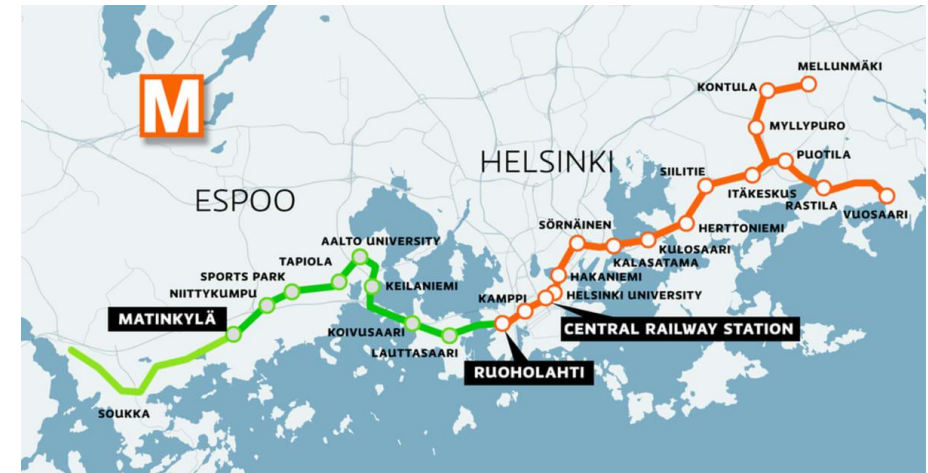 M
MELLUNMÄKI
KONTULA
MYLLYPURO
PUOTILA
HELSINKI
SIILITIE
ITÄKESKUS
RASTILA
VUOSAARI
ESPOO
SÖRNÄINEN
HERTTONIEMI
AALTO UNIVERSITY
KULOSAARI
KALASATAMA
TAPIOLA
SPORTS PARK
HAKANIEMI
KEILANIEMI
NIITTYKUMPU
KAMPPI
HELSINKI UNIVERSITY
MATINKYLÄ
CENTRAL RAILWAY STATION
KOIVUSAARI
LAUTTASAARI
RUOHOLAHTI
SOUKKA